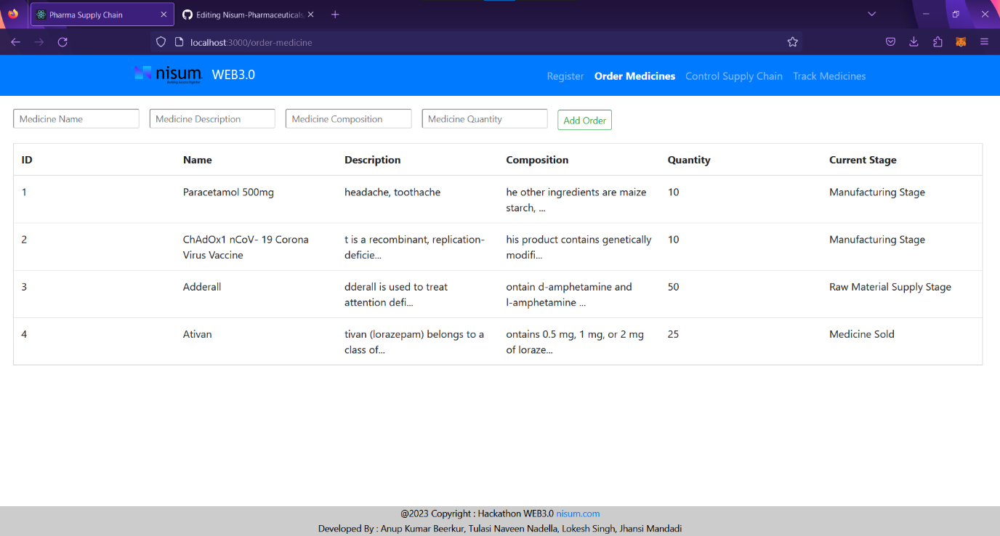 Pharma Supply Chain
Editing Nisum-Pharmaceuticals
localhost:3000/order-medicine
nisum. WEB3.0
Building Success Together
Register Order Medicines Control Supply Chain Track Medicines
Medicine Name Medicine Description Medicine Composition Medicine Quantity Add Order
ID Name Description Composition Quantity Current Stage
1 Paracetamol 500mg headache, toothache he other ingredients are maize 10 Manufacturing Stage
starch, ...
2 ChAdOx1 nCoV- 19 Corona t is a recombinant, replication- his product contains genetically 10 Manufacturing Stage
Virus Vaccine deficie... modifi...
3 Adderall dderall is used to treat ontain d-amphetamine and 50 Raw Material Supply Stage
attention defi... l-amphetamine ...
4 Ativan tivan (lorazepam) belongs to a ontains 0.5 mg, 1 mg, or 2 mg 25 Medicine Sold
class of... of loraze...
@2023 Copyright : Hackathon WEB3.0 nisum.com
Developed By : Anup Kumar Beerkur, Tulasi Naveen Nadella, Lokesh Singh, Jhansi Mandadi